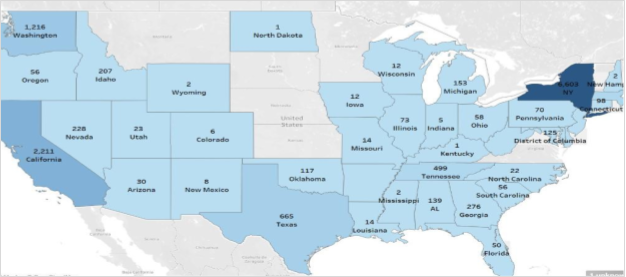 1,216
Washington
1
North Dakota
56
Oregon
207
Idaho
2
Wyoming
12
Wisconsin
153
Michigan
6,603
NY
2
New Hamp
98
Connecticut
12
Iowa
70
Pennsylvania
228
Nevada
23
Utah
6
Colorado
United
States
73
Illinois
5
Indiana
58
Ohio
125
District of Columbia
2,211
California
14
Missouri
1
Kentucky
30
Arizona
8
New Mexico
117
Oklahoma
499
Tennessee
22
North Carolina
56
South Carolina
2
Mississippi
139
AL
276
Georgia
665
Texas
14
Louisiana
50
Florida